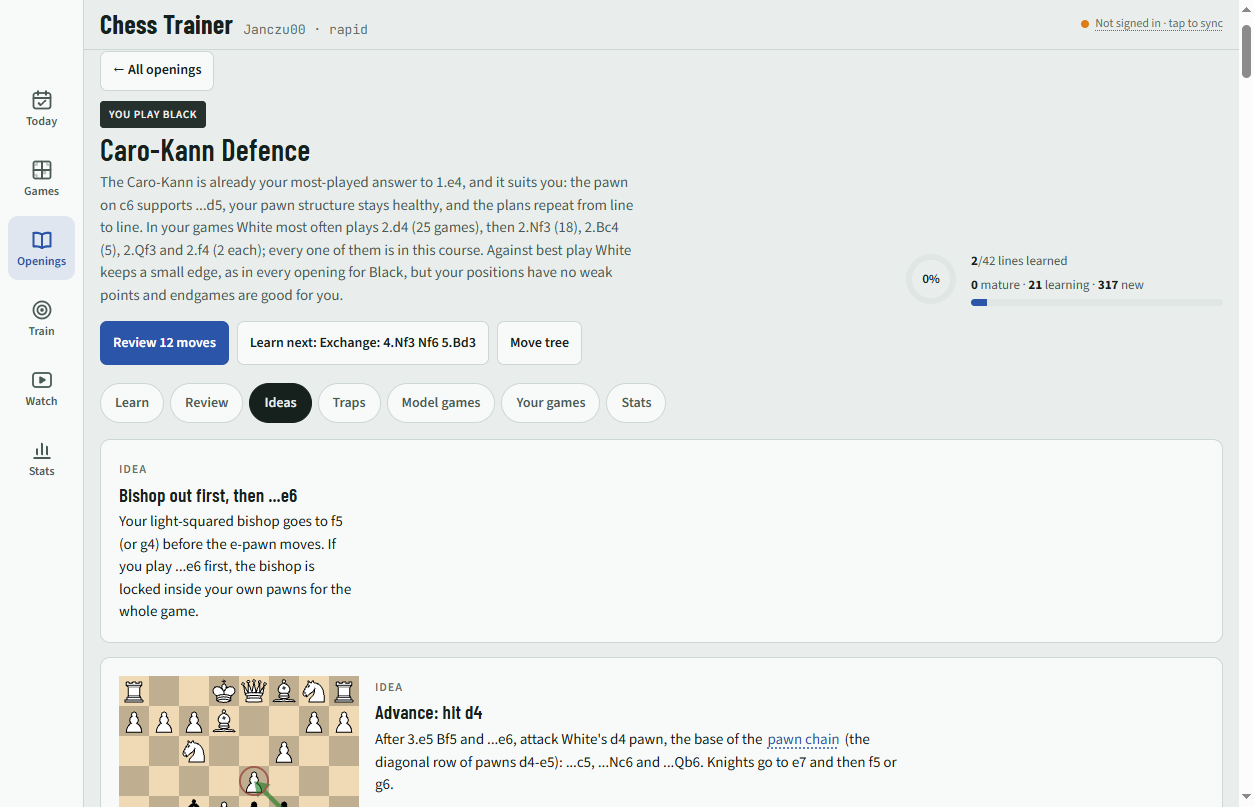 Chess Trainer Janczu00 · rapid
Not signed in · tap to sync
← All openings
YOU PLAY BLACK
Caro-Kann Defence
The Caro-Kann is already your most-played answer to 1.e4, and it suits you: the pawn
on c6 supports ...d5, your pawn structure stays healthy, and the plans repeat from line
to line. In your games White most often plays 2.d4 (25 games), then 2.Nf3 (18), 2.Bc4
(5), 2.Qf3 and 2.f4 (2 each); every one of them is in this course. Against best play White
keeps a small edge, as in every opening for Black, but your positions have no weak
points and endgames are good for you.
0%
2/42 lines learned
0 mature · 21 learning · 317 new
Review 12 moves
Learn next: Exchange: 4.Nf3 Nf6 5.Bd3
Move tree
Learn
Review
Ideas
Traps
Model games
Your games
Stats
Today
Games
Openings
Train
Watch
Stats
IDEA
Bishop out first, then ...e6
Your light-squared bishop goes to f5
(or g4) before the e-pawn moves. If
you play ...e6 first, the bishop is
locked inside your own pawns for the
whole game.
IDEA
Advance: hit d4
After 3.e5 Bf5 and ...e6, attack White's d4 pawn, the base of the pawn chain (the
diagonal row of pawns d4-e5): ...c5, ...Nc6 and ...Qb6. Knights go to e7 and then f5 or
g6.